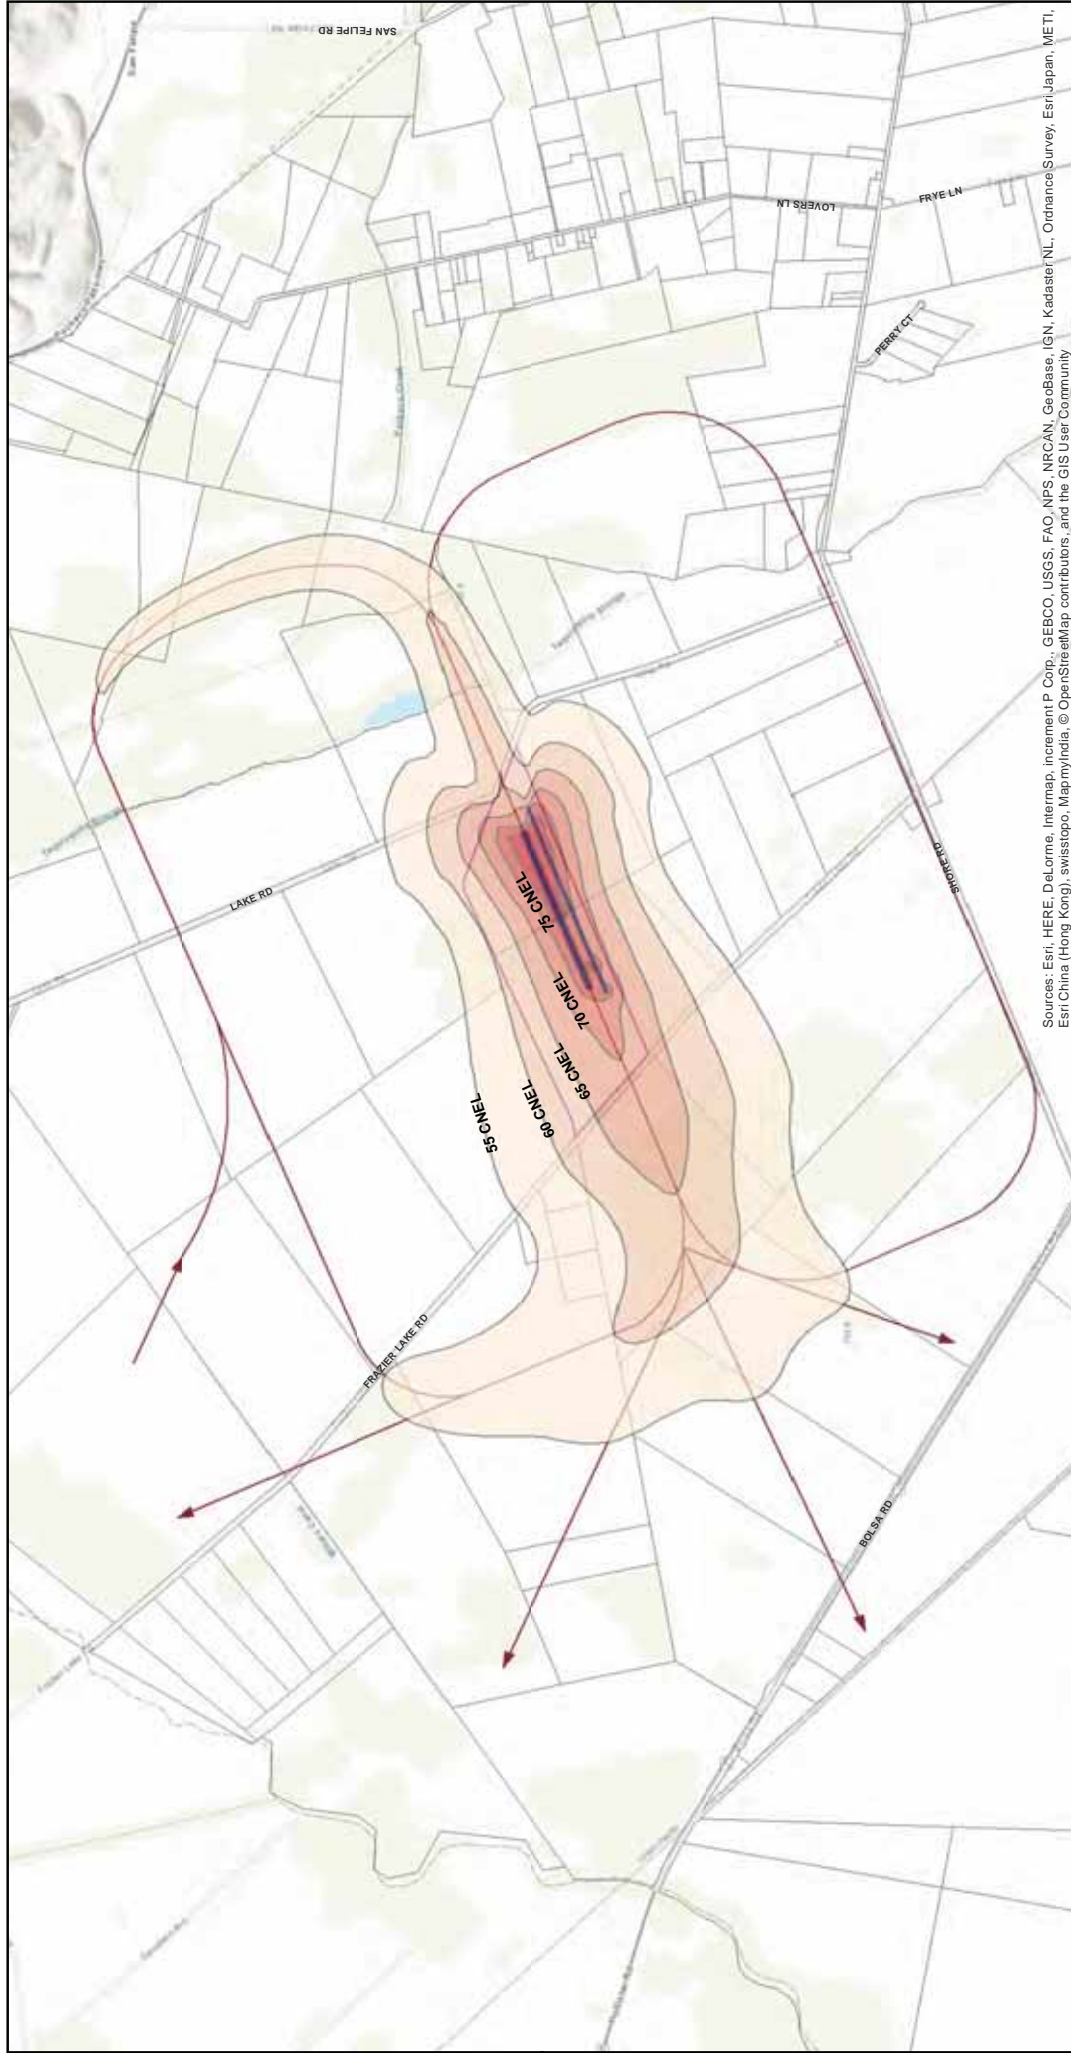 SAN FELIPE RD
LOVERS LN
FRYE LN
PERRY CT
LAKE RD
SHORE RD
75 CNEL
70 CNEL
65 CNEL
60 CNEL
55 CNEL
FRAZIER LAKE RD
BOLSA RD
Sources: Esri, HERE, DeLorme, Intermap, increment P Corp., GEBCO, USGS, FAO, NPS, NRCAN, GeoBase, IGN, Kadaster NL, Ordnance Survey, Esri Japan, METI,
Esri China (Hong Kong), swisstopo, MapmyIndia, © OpenStreetMap contributors, and the GIS User Community